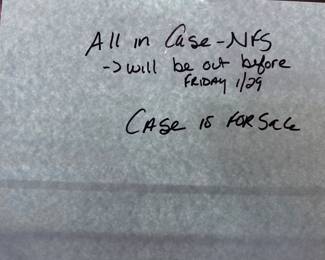 All in Case - NFS
-> will be out before
FRIDAY 1/29
CASE IS FOR SALE